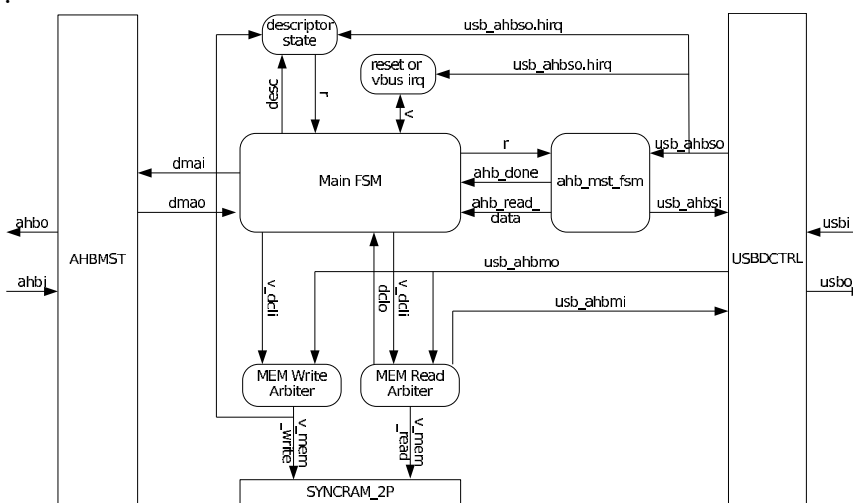 descriptor
state
usb_ahbso.hirq
reset or
vbus irq
usb_ahbso.hirq
desc
r
v
dmai
Main FSM
r
ahb_mst_fsm
usb_ahbso
ahb_done
dmao
ahb_read_
data
usb_ahbsi
ahbo
usbi
AHBMST
USBDCTRL
usb_ahbmo
ahbi
usbo
v_dcli
dclo
v_dcli
usb_ahbmi
MEM Write
Arbiter
MEM Read
Arbiter
v_mem
_write
v_mem
_read
SYNCRAM_2P